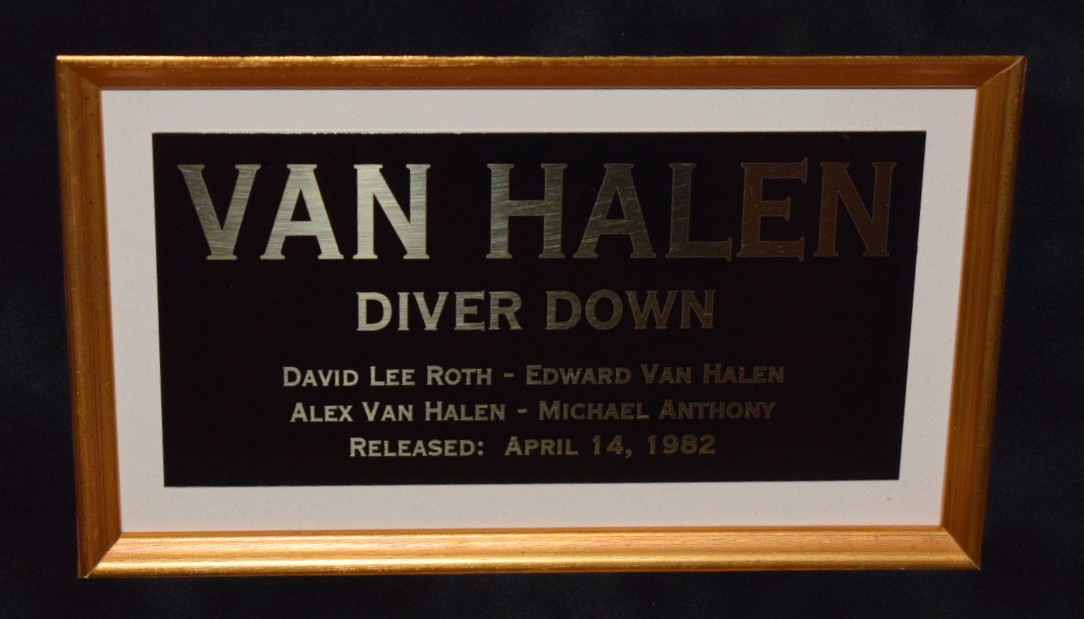 VAN HALEN
DIVER DOWN
DAVID LEE ROTH - EDWARD VAN HALEN
ALEX VAN HALEN - MICHAEL ANTHONY
RELEASED: APRIL 14, 1982